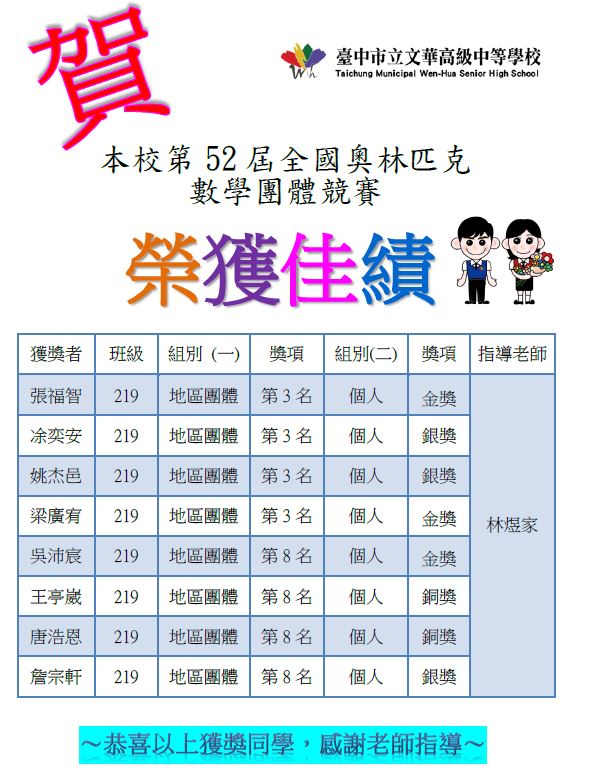 賀
臺中市立文華高級中等學校
Taichung Municipal Wen-Hua Senior High School
本校第 52 屆全國奧林匹克
數學團體競賽
榮獲佳績
獲獎者 班級 組別 (一) 獎項 組別(二) 獎項 指導老師
張福智 219 地區團體 第 3 名 個人 金獎
凃奕安 219 地區團體 第 3 名 個人 銀獎
姚杰邑 219 地區團體 第 3 名 個人 銀獎
梁廣宥 219 地區團體 第 3 名 個人 金獎
林煜家
吳沛宸 219 地區團體 第 8 名 個人 金獎
王亭崴 219 地區團體 第 8 名 個人 銅獎
唐浩恩 219 地區團體 第 8 名 個人 銅獎
詹宗軒 219 地區團體 第 8 名 個人 銀獎
～恭喜以上獲獎同學，感謝老師指導～